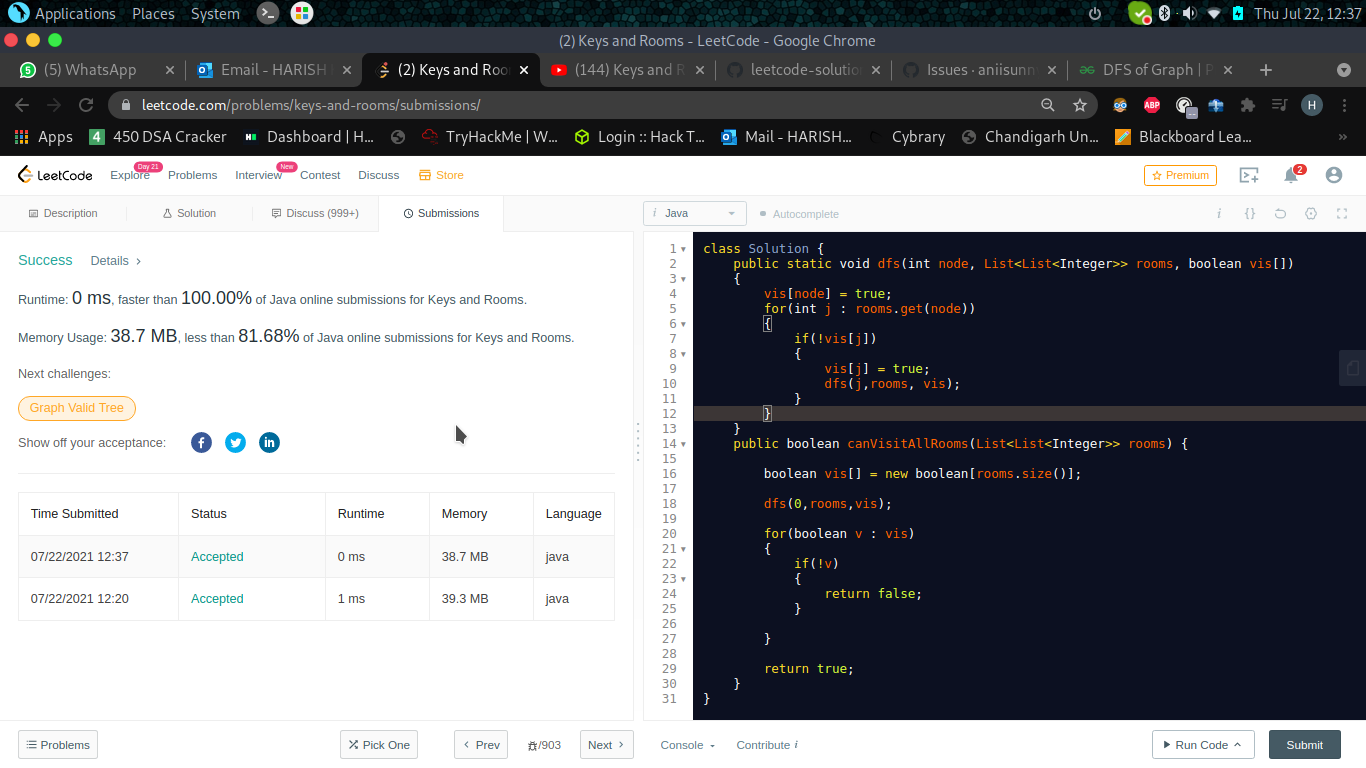 Applications Places System Thu Jul 22, 12:37
(2) Keys and Rooms - LeetCode - Google Chrome
(5) WhatsApp Email - HARISH (2) Keys and Roo (144) Keys and R leetcode-solutio Issues · aniisunn DFS of Graph | P
leetcode.com/problems/keys-and-rooms/submissions/ ABP H
Apps 4 450 DSA Cracker Dashboard | H... TryHackMe | W... Login :: Hack T... Mail - HARISH... Cybrary Chandigarh Un... Blackboard Lea... »
Day 21 New
LeetCode Explore Problems Interview Contest Discuss Store Premium 2
Description Solution Discuss (999+) Submissions
i Java Autocomplete i {}
Success Details >
Runtime: 0 ms, faster than 100.00% of Java online submissions for Keys and Rooms.
Memory Usage: 38.7 MB, less than 81.68% of Java online submissions for Keys and Rooms.
Next challenges:
Graph Valid Tree
Show off your acceptance: f in
Time Submitted Status Runtime Memory Language
07/22/2021 12:37 Accepted 0 ms 38.7 MB java
07/22/2021 12:20 Accepted 1 ms 39.3 MB java
1 class Solution {
2 public static void dfs(int node, List<List<Integer>> rooms, boolean vis[])
3 {
4 vis[node] = true;
5 for(int j : rooms.get(node))
6 {
7 if(!vis[j])
8 {
9 vis[j] = true;
10 dfs(j,rooms, vis);
11 }
12 }
13 }
14 public boolean canVisitAllRooms(List<List<Integer>> rooms) {
15
16 boolean vis[] = new boolean[rooms.size()];
17
18 dfs(0,rooms,vis);
19
20 for(boolean v : vis)
21 {
22 if(!v)
23 {
24 return false;
25 }
26
27 }
28
29 return true;
30 }
31 }
Problems Pick One < Prev /903 Next > Console Contribute i Run Code Submit